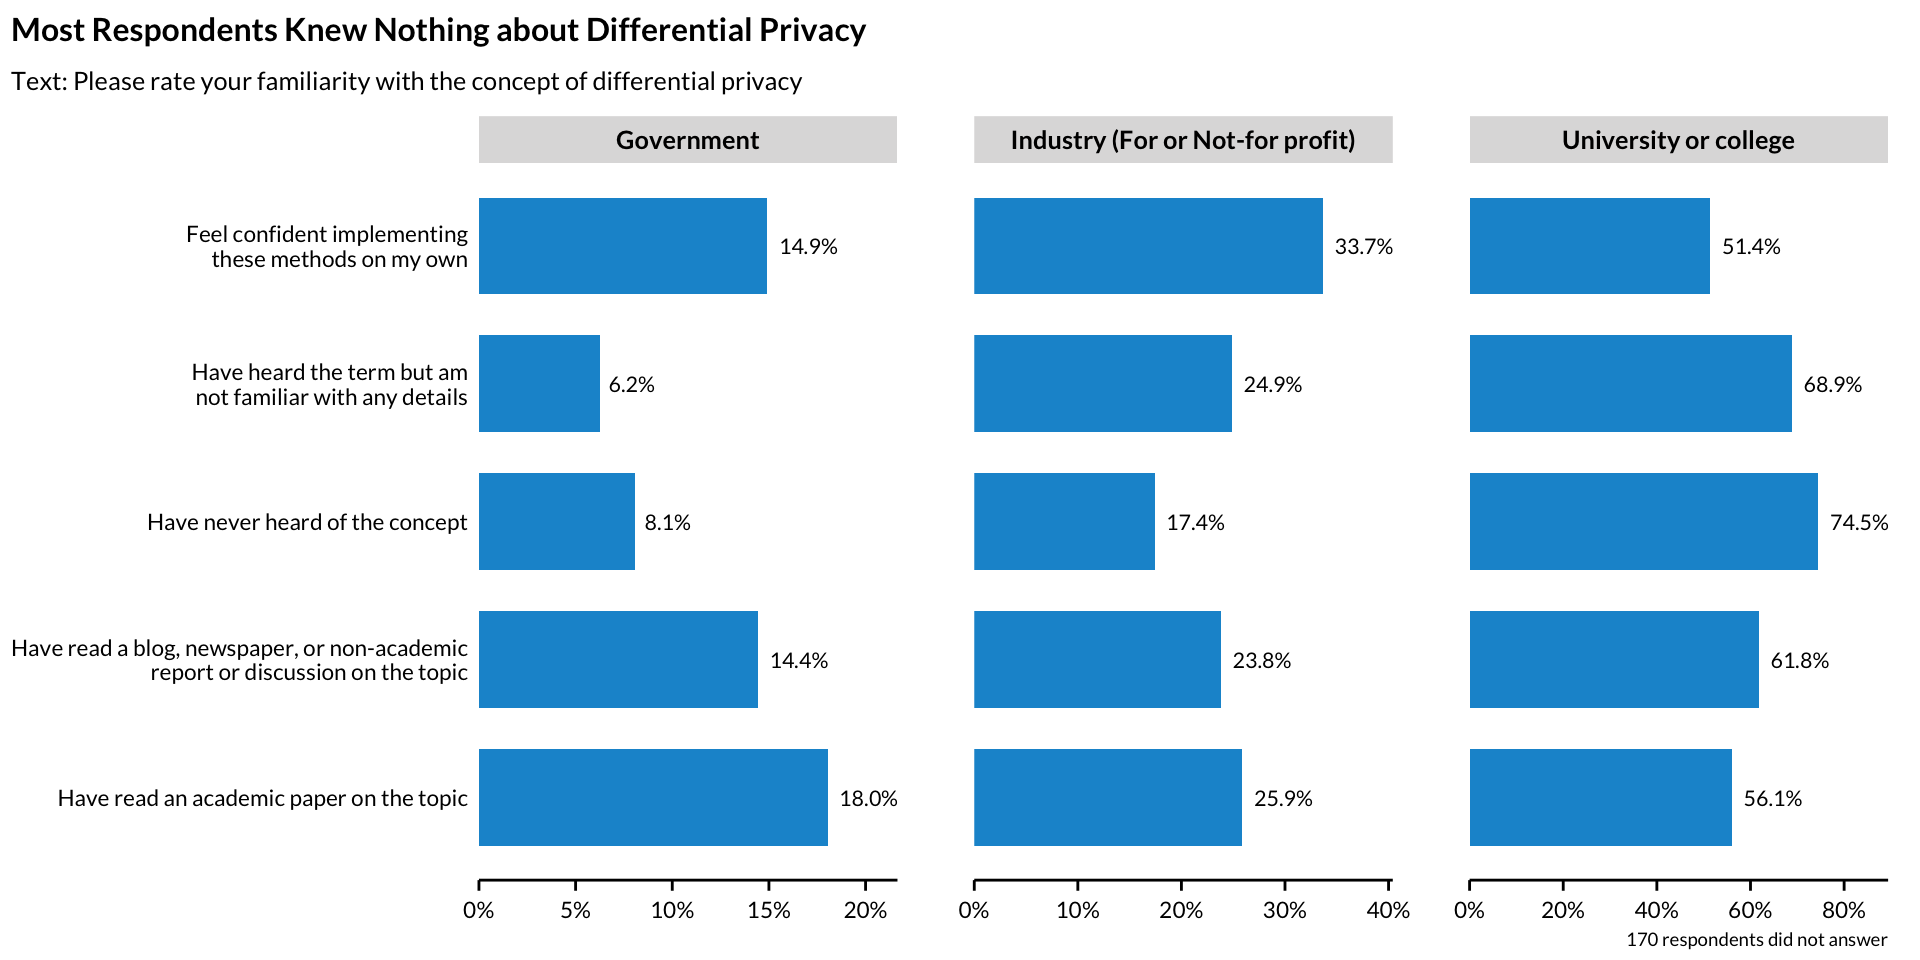 Most Respondents Knew Nothing about Differential Privacy
Text: Please rate your familiarity with the concept of differential privacy
Government
Industry (For or Not-for profit)
University or college
Feel confident implementing
these methods on my own
14.9%
33.7%
51.4%
Have heard the term but am
not familiar with any details
6.2%
24.9%
68.9%
Have never heard of the concept
8.1%
17.4%
74.5%
Have read a blog, newspaper, or non-academic
report or discussion on the topic
14.4%
23.8%
61.8%
Have read an academic paper on the topic
18.0%
25.9%
56.1%
0% 5% 10% 15% 20%
0% 10% 20% 30% 40%
0% 20% 40% 60% 80%
170 respondents did not answer